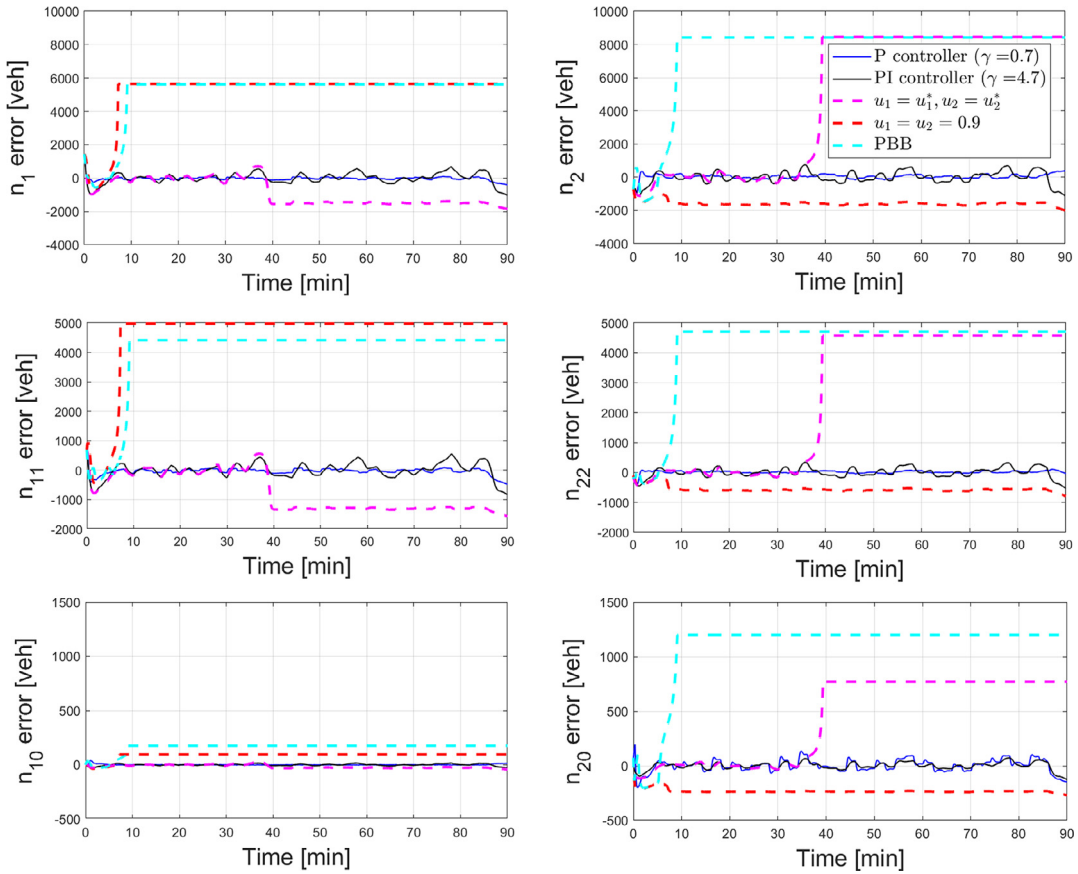 10000
8000
6000
4000
2000
0
-2000
-4000
n1 error [veh]
0 10 20 30 40 50 60 70 80 90
Time [min]
10000
8000
6000
4000
2000
0
-2000
-4000
n2 error [veh]
P controller (γ =0.7)
PI controller (γ =4.7)
u1 = u1*, u2 = u2*
u1 = u2 = 0.9
PBB
0 10 20 30 40 50 60 70 80 90
Time [min]
5000
4000
3000
2000
1000
0
-1000
-2000
n11 error [veh]
0 10 20 30 40 50 60 70 80 90
Time [min]
5000
4000
3000
2000
1000
0
-1000
-2000
n22 error [veh]
0 10 20 30 40 50 60 70 80 90
Time [min]
1500
1000
500
0
-500
n10 error [veh]
0 10 20 30 40 50 60 70 80 90
Time [min]
1500
1000
500
0
-500
n20 error [veh]
0 10 20 30 40 50 60 70 80 90
Time [min]